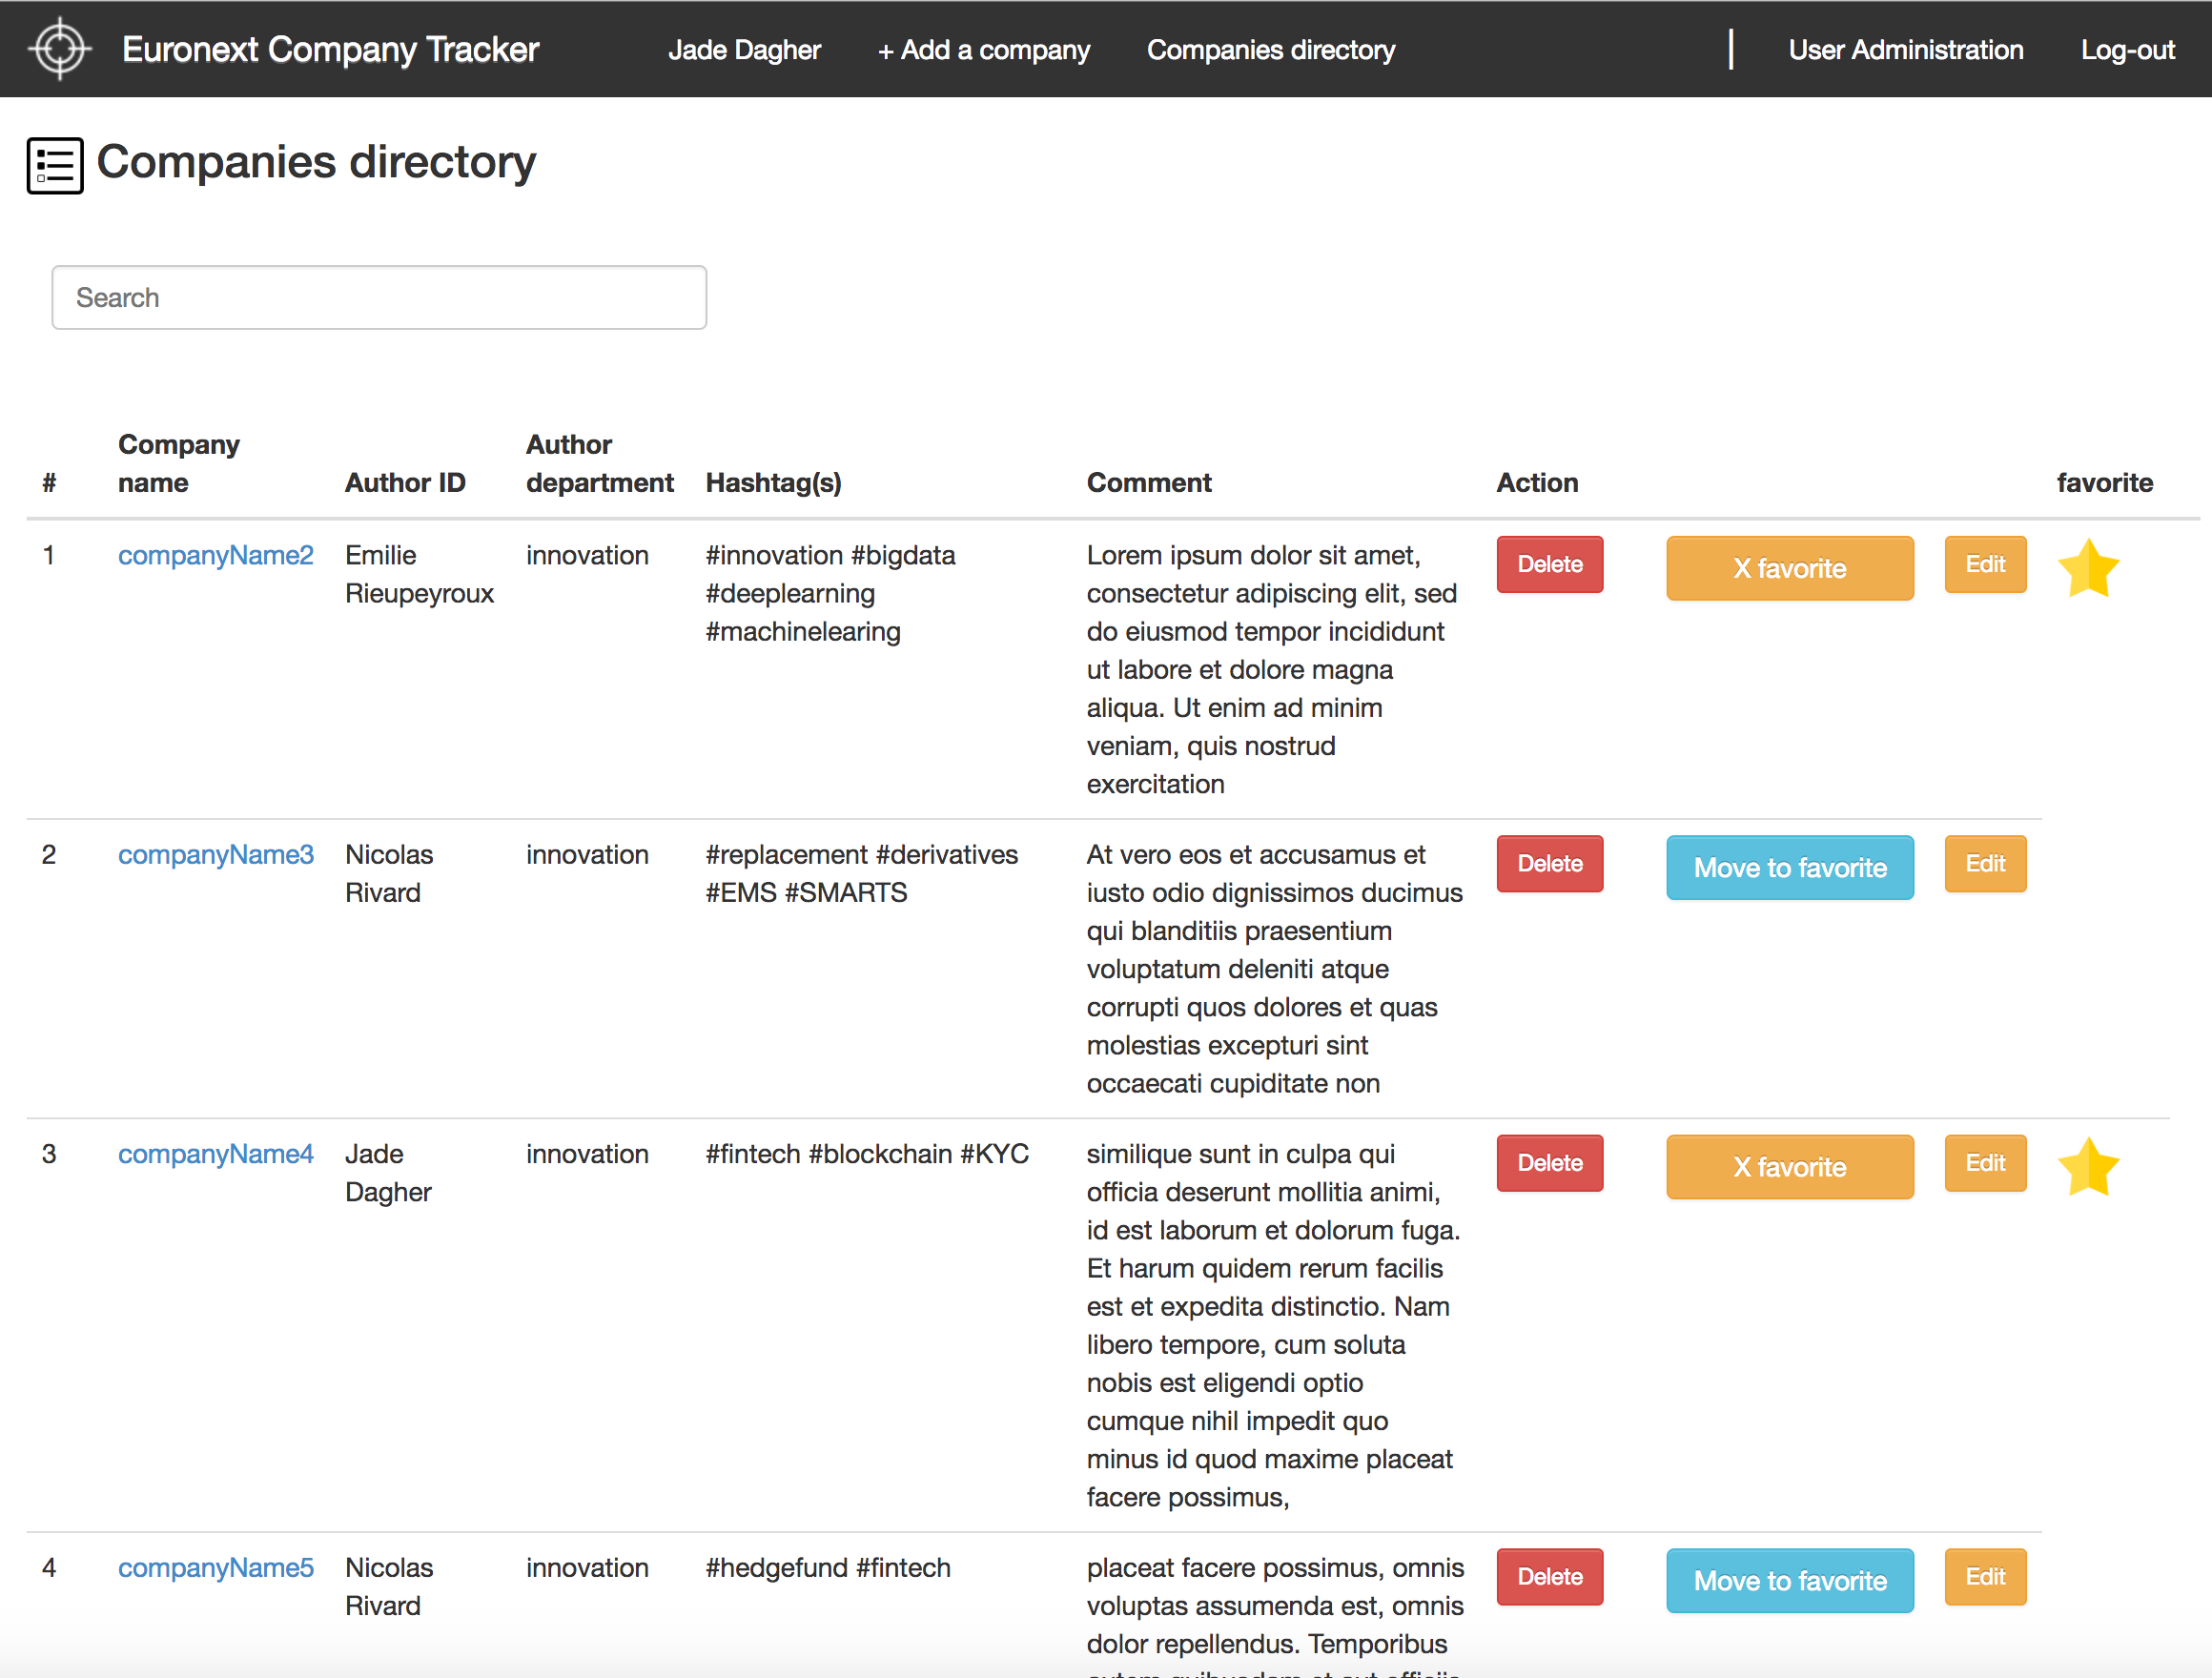 Euronext Company Tracker Jade Dagher + Add a company Companies directory | User Administration Log-out
Companies directory
Search
# Company name Author ID Author department Hashtag(s) Comment Action favorite
1 companyName2 Emilie Rieupeyroux innovation #innovation #bigdata
#deeplearning
#machinelearing
Lorem ipsum dolor sit amet,
consectetur adipiscing elit, sed
do eiusmod tempor incididunt
ut labore et dolore magna
aliqua. Ut enim ad minim
veniam, quis nostrud
exercitation
Delete X favorite Edit
2 companyName3 Nicolas Rivard innovation #replacement #derivatives
#EMS #SMARTS
At vero eos et accusamus et
iusto odio dignissimos ducimus
qui blanditiis praesentium
voluptatum deleniti atque
corrupti quos dolores et quas
molestias excepturi sint
occaecati cupiditate non
Delete Move to favorite Edit
3 companyName4 Jade Dagher innovation #fintech #blockchain #KYC
similique sunt in culpa qui
officia deserunt mollitia animi,
id est laborum et dolorum fuga.
Et harum quidem rerum facilis
est et expedita distinctio. Nam
libero tempore, cum soluta
nobis est eligendi optio
cumque nihil impedit quo
minus id quod maxime placeat
facere possimus,
Delete X favorite Edit
4 companyName5 Nicolas Rivard innovation #hedgefund #fintech
placeat facere possimus, omnis
voluptas assumenda est, omnis
dolor repellendus. Temporibus
Delete Move to favorite Edit